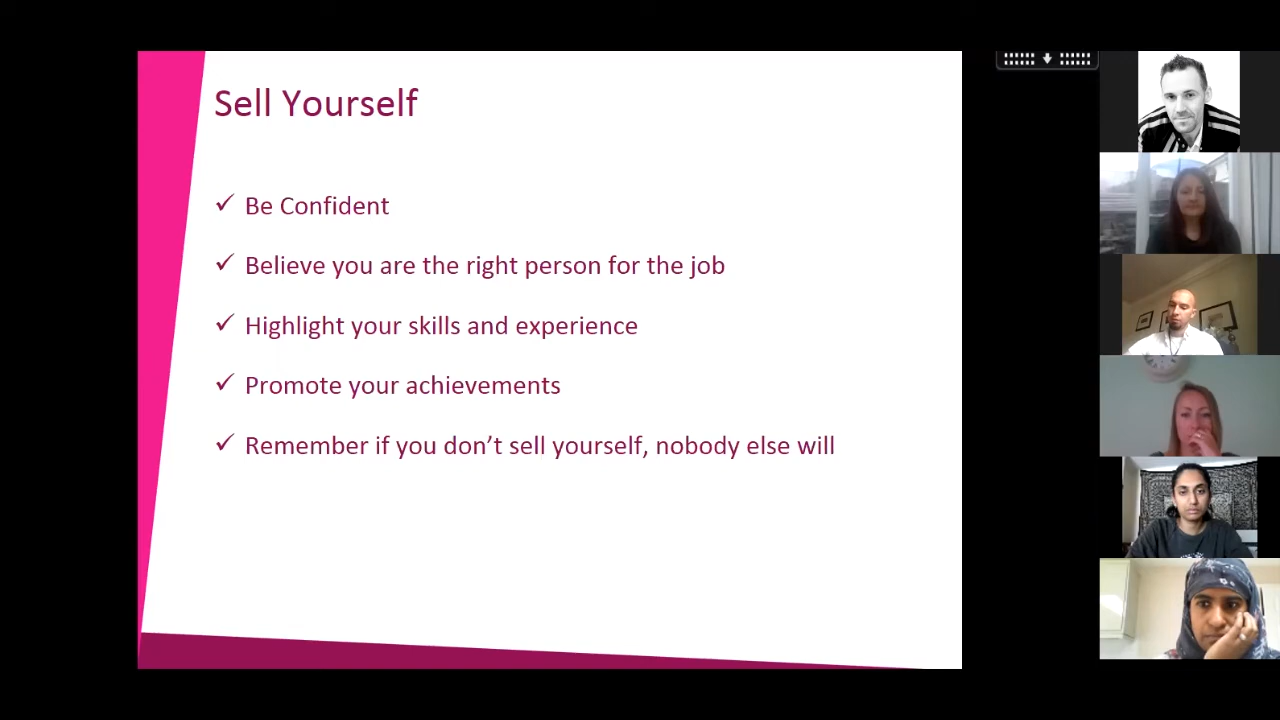 Sell Yourself
✓ Be Confident
✓ Believe you are the right person for the job
✓ Highlight your skills and experience
✓ Promote your achievements
✓ Remember if you don’t sell yourself, nobody else will